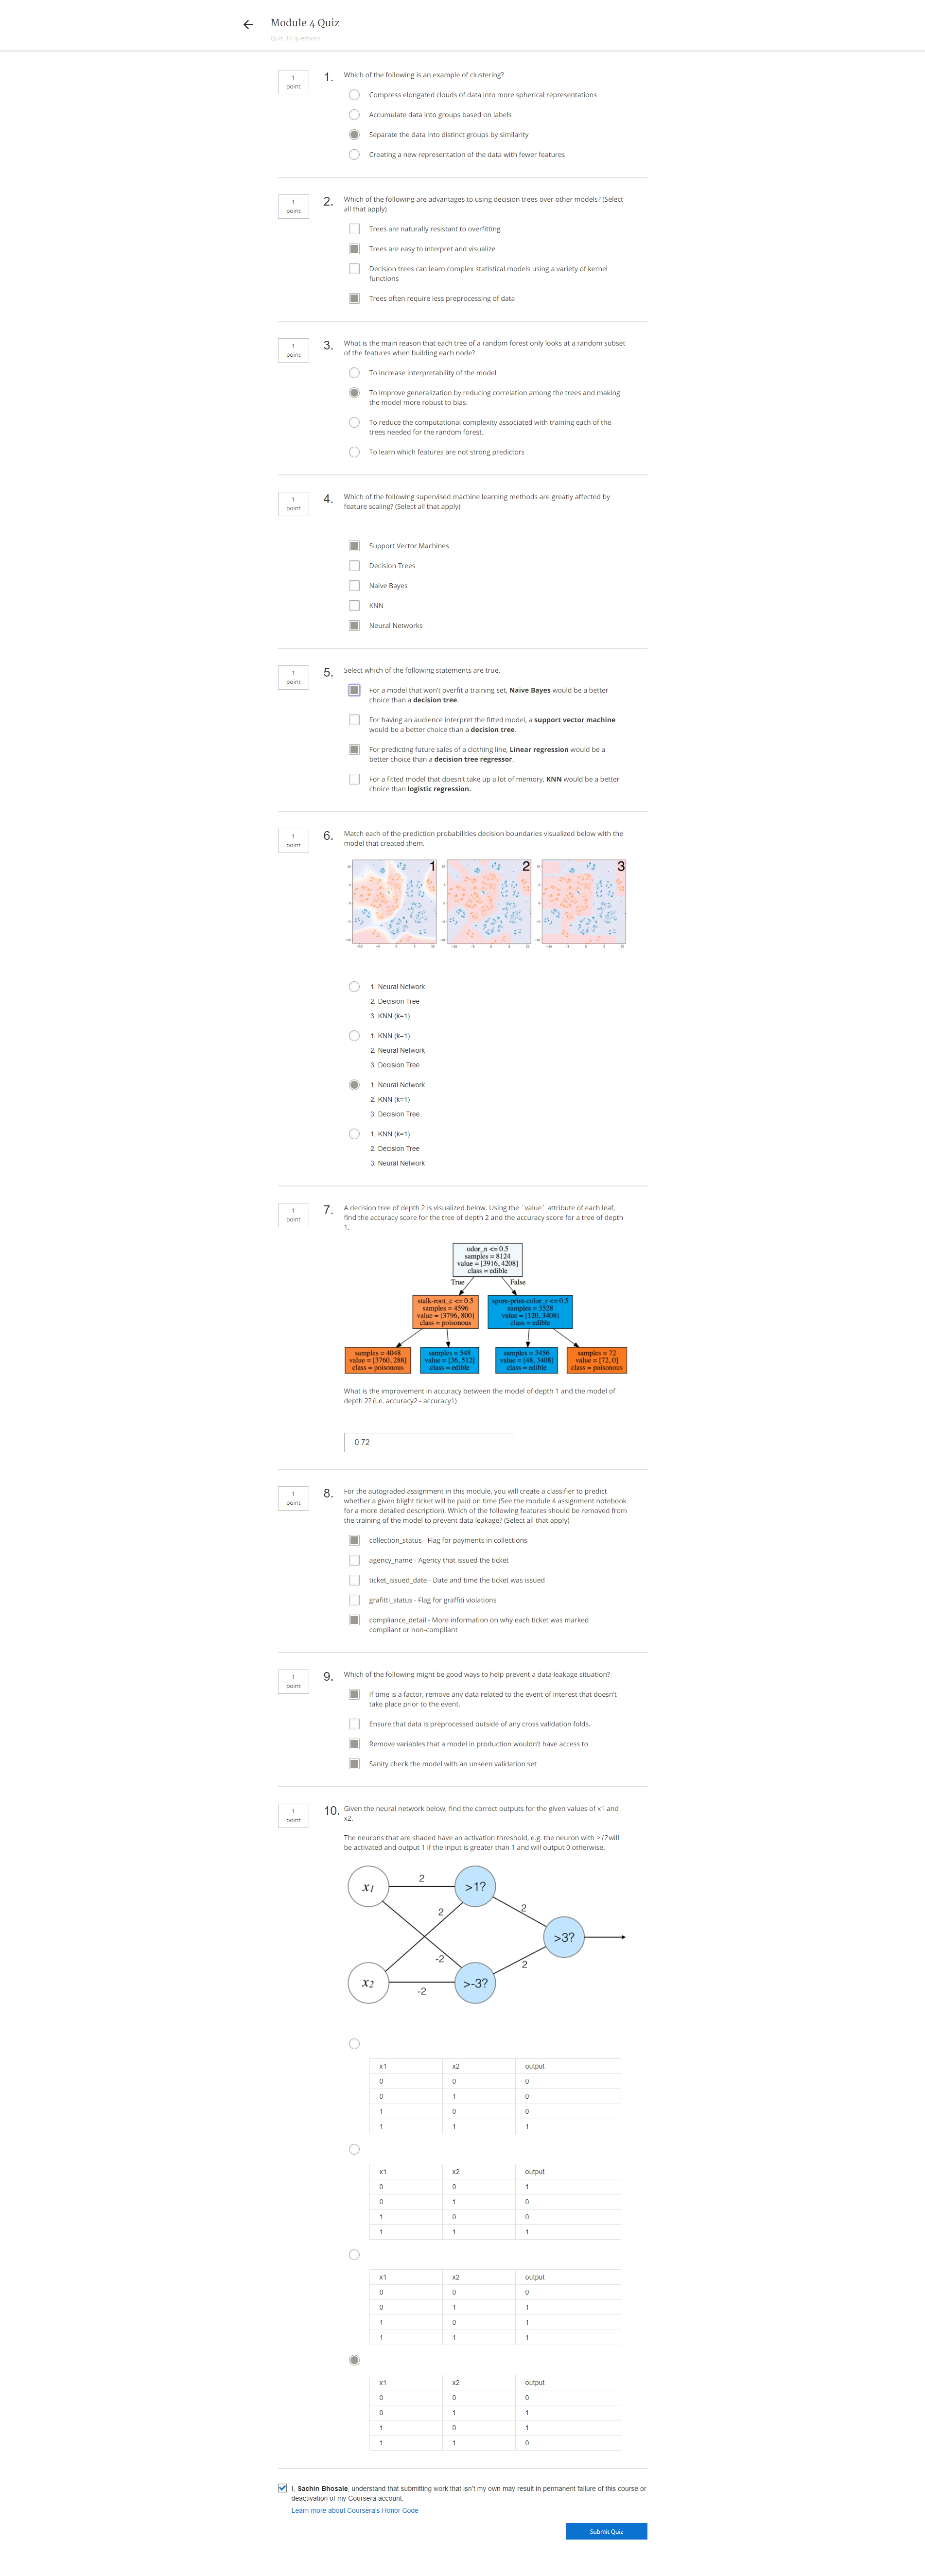 Module 4 Quiz
Quiz, 10 questions
1
point
1.
Which of the following is an example of clustering?
Compress elongated clouds of data into more spherical representations
Accumulate data into groups based on labels
Separate the data into distinct groups by similarity
Creating a new representation of the data with fewer features
1
point
2.
Which of the following are advantages to using decision trees over other models? (Select
all that apply)
Trees are naturally resistant to overfitting
Trees are easy to interpret and visualize
Decision trees can learn complex statistical models using a variety of kernel
functions
Trees often require less preprocessing of data
1
point
3.
What is the main reason that each tree of a random forest only looks at a random subset
of the features when building each node?
To increase interpretability of the model
To improve generalization by reducing correlation among the trees and making
the model more robust to bias.
To reduce the computational complexity associated with training each of the
trees needed for the random forest.
To learn which features are not strong predictors
1
point
4.
Which of the following supervised machine learning methods are greatly affected by
feature scaling? (Select all that apply)
Support Vector Machines
Decision Trees
Naive Bayes
KNN
Neural Networks
1
point
5.
Select which of the following statements are true.
For a model that won't overfit a training set, Naive Bayes would be a better
choice than a decision tree.
For having an audience interpret the fitted model, a support vector machine
would be a better choice than a decision tree.
For predicting future sales of a clothing line, Linear regression would be a
better choice than a decision tree regressor.
For a fitted model that doesn't take up a lot of memory, KNN would be a better
choice than logistic regression.
1
point
6.
Match each of the prediction probabilities decision boundaries visualized below with the
model that created them.
1 2 3
1. Neural Network
2. Decision Tree
3. KNN (k=1)
1. KNN (k=1)
2. Neural Network
3. Decision Tree
1. Neural Network
2. KNN (k=1)
3. Decision Tree
1. KNN (k=1)
2. Decision Tree
3. Neural Network
1
point
7.
A decision tree of depth 2 is visualized below. Using the `value` attribute of each leaf,
find the accuracy score for the tree of depth 2 and the accuracy score for a tree of depth
1.
odor_n <= 0.5
samples = 8124
value = [3916, 4208]
class = edible
True False
stalk-root_c <= 0.5
samples = 4596
value = [3796, 800]
class = poisonous
spore-print-color_r <= 0.5
samples = 3528
value = [120, 3408]
class = edible
samples = 4048
value = [3760, 288]
class = poisonous
samples = 548
value = [36, 512]
class = edible
samples = 3456
value = [48, 3408]
class = edible
samples = 72
value = [72, 0]
class = poisonous
What is the improvement in accuracy between the model of depth 1 and the model of
depth 2? (i.e. accuracy2 - accuracy1)
0.72
1
point
8.
For the autograded assignment in this module, you will create a classifier to predict
whether a given blight ticket will be paid on time (See the module 4 assignment notebook
for a more detailed description). Which of the following features should be removed from
the training of the model to prevent data leakage? (Select all that apply)
collection_status - Flag for payments in collections
agency_name - Agency that issued the ticket
ticket_issued_date - Date and time the ticket was issued
grafitti_status - Flag for graffiti violations
compliance_detail - More information on why each ticket was marked
compliant or non-compliant
1
point
9.
Which of the following might be good ways to help prevent a data leakage situation?
If time is a factor, remove any data related to the event of interest that doesn't
take place prior to the event.
Ensure that data is preprocessed outside of any cross validation folds.
Remove variables that a model in production wouldn't have access to
Sanity check the model with an unseen validation set
1
point
10.
Given the neural network below, find the correct outputs for the given values of x1 and
x2.
The neurons that are shaded have an activation threshold, e.g. the neuron with >1? will
be activated and output 1 if the input is greater than 1 and will output 0 otherwise.
x1 2 >1?
2 2
>3?
-2 2
x2 -2 >-3?
x1 x2 output
0 0 0
0 1 0
1 0 0
1 1 1
x1 x2 output
0 0 1
0 1 0
1 0 0
1 1 1
x1 x2 output
0 0 0
0 1 1
1 0 1
1 1 1
x1 x2 output
0 0 0
0 1 1
1 0 1
1 1 0
I, Sachin Bhosale, understand that submitting work that isn't my own may result in permanent failure of this course or
deactivation of my Coursera account.
Learn more about Coursera's Honor Code
Submit Quiz